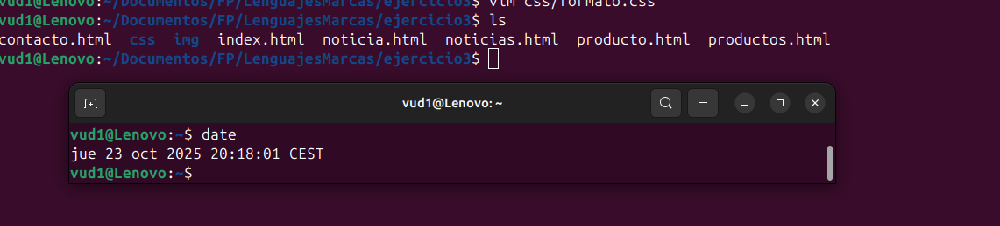 vud1@Lenovo:~/Documentos/FP/LenguajesMarcas/ejercicio3$ vim css/formato.css
vud1@Lenovo:~/Documentos/FP/LenguajesMarcas/ejercicio3$ ls
contacto.html  css  img  index.html  noticia.html  noticias.html  producto.html  productos.html
vud1@Lenovo:~/Documentos/FP/LenguajesMarcas/ejercicio3$
vud1@Lenovo: ~
vud1@Lenovo:~$ date
jue 23 oct 2025 20:18:01 CEST
vud1@Lenovo:~$